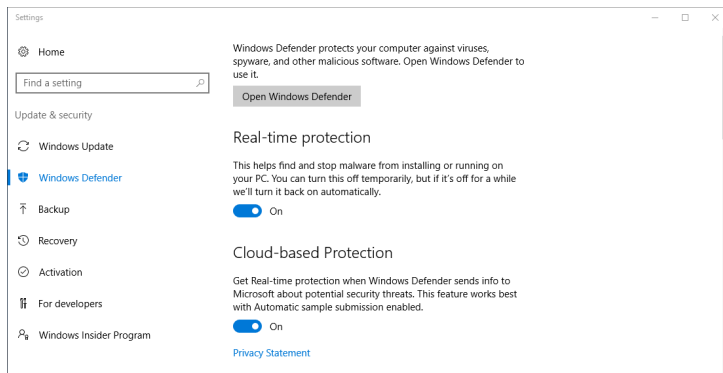 Settings
Home
Find a setting
Update & security
Windows Update
Windows Defender
Backup
Recovery
Activation
For developers
Windows Insider Program
Windows Defender protects your computer against viruses,
spyware, and other malicious software. Open Windows Defender to
use it.
Open Windows Defender
Real-time protection
This helps find and stop malware from installing or running on
your PC. You can turn this off temporarily, but if it's off for a while
we'll turn it back on automatically.
On
Cloud-based Protection
Get Real-time protection when Windows Defender sends info to
Microsoft about potential security threats. This feature works best
with Automatic sample submission enabled.
On
Privacy Statement